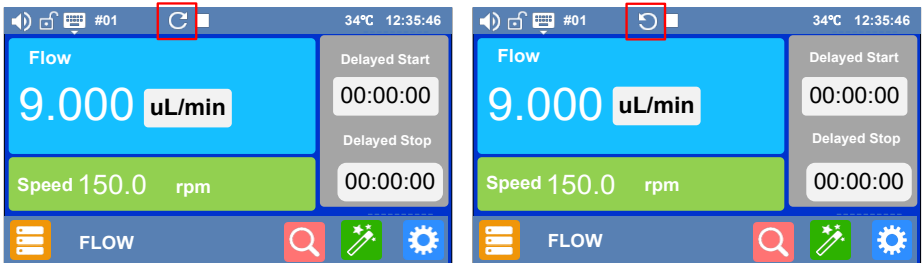 #01 34℃ 12:35:46
Flow
9.000 uL/min
Speed 150.0 rpm
Delayed Start
00:00:00
Delayed Stop
00:00:00
FLOW
#01 34℃ 12:35:46
Flow
9.000 uL/min
Speed 150.0 rpm
Delayed Start
00:00:00
Delayed Stop
00:00:00
FLOW